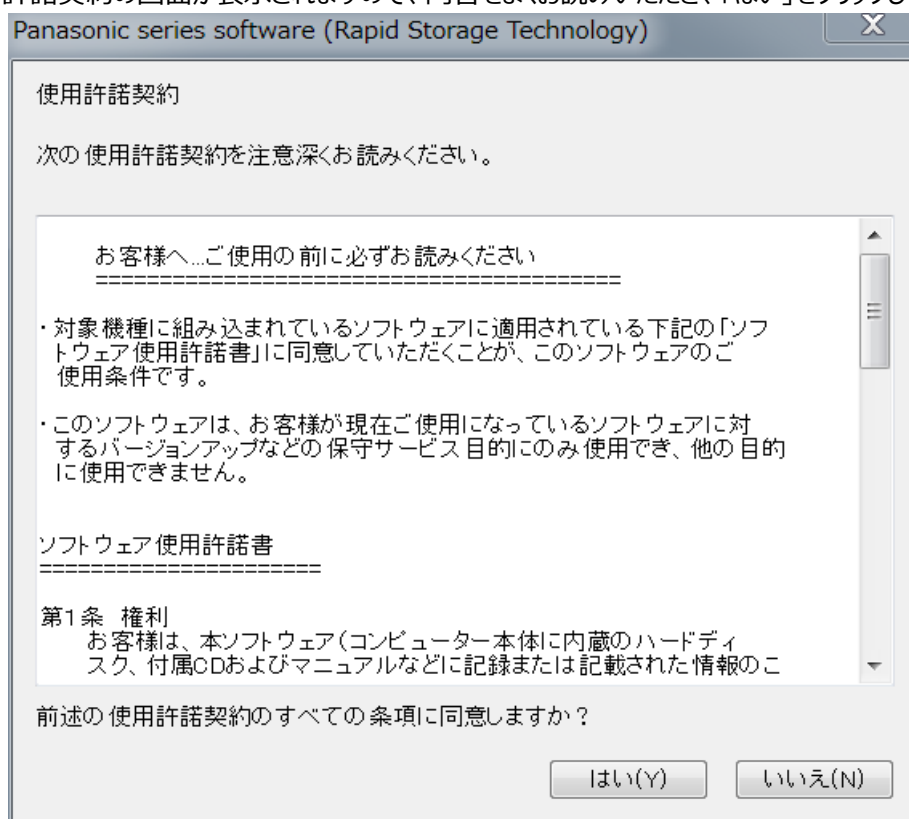 Panasonic series software (Rapid Storage Technology)
使用許諾契約
次の使用許諾契約を注意深くお読みください。
お客様へ...ご使用の前に必ずお読みください
=========================================
・対象機種に組み込まれているソフトウェアに適用されている下記の「ソフ
トウェア使用許諾書」に同意していただくことが、このソフトウェアのご
使用条件です。
・このソフトウェアは、お客様が現在ご使用になっているソフトウェアに対
するバージョンアップなどの保守サービス目的にのみ使用でき、他の目的
に使用できません。
ソフトウェア使用許諾書
======================
第1条 権利
お客様は、本ソフトウェア(コンピューター本体に内蔵のハードディ
スク、付属CDおよびマニュアルなどに記録または記載された情報のこ
前述の使用許諾契約のすべての条項に同意しますか?
はい(Y) いいえ(N)